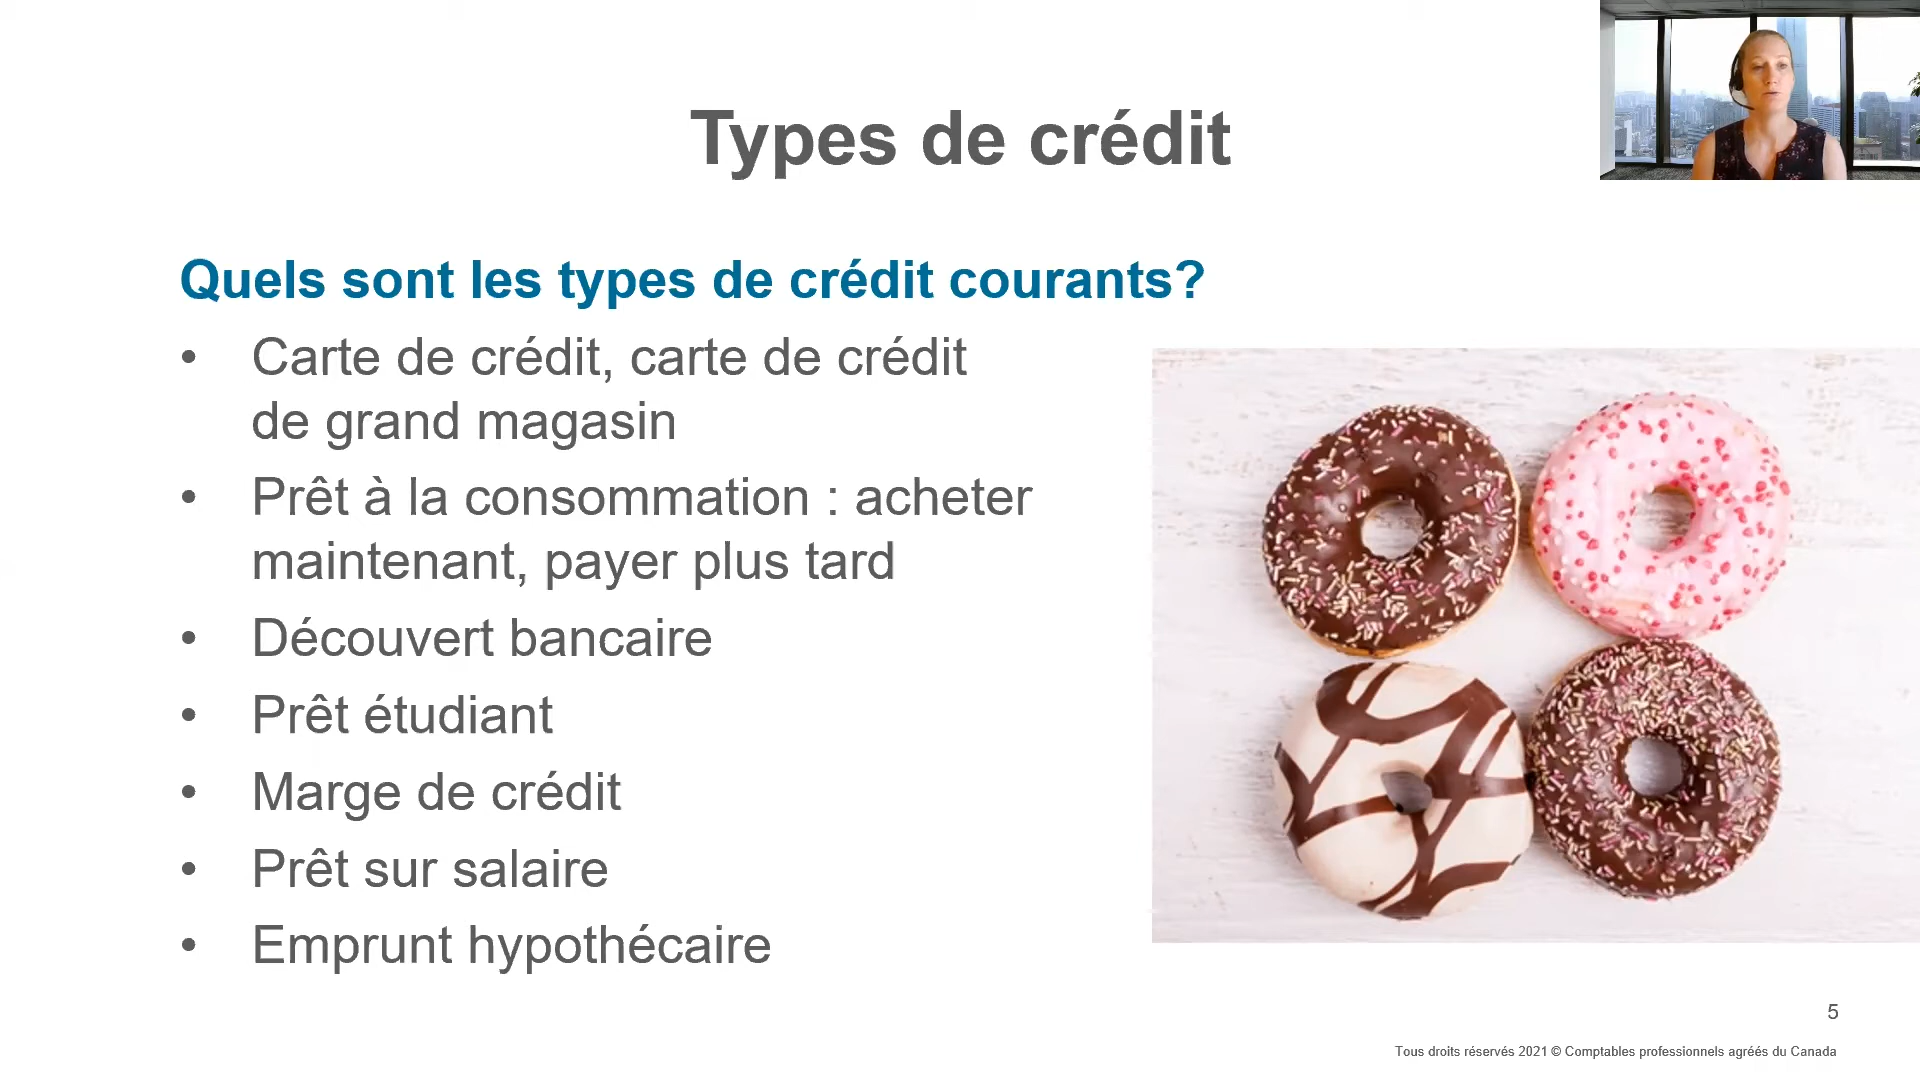 Types de crédit
Quels sont les types de crédit courants?
• Carte de crédit, carte de crédit
de grand magasin
• Prêt à la consommation : acheter
maintenant, payer plus tard
• Découvert bancaire
• Prêt étudiant
• Marge de crédit
• Prêt sur salaire
• Emprunt hypothécaire
5
Tous droits réservés 2021 © Comptables professionnels agréés du Canada